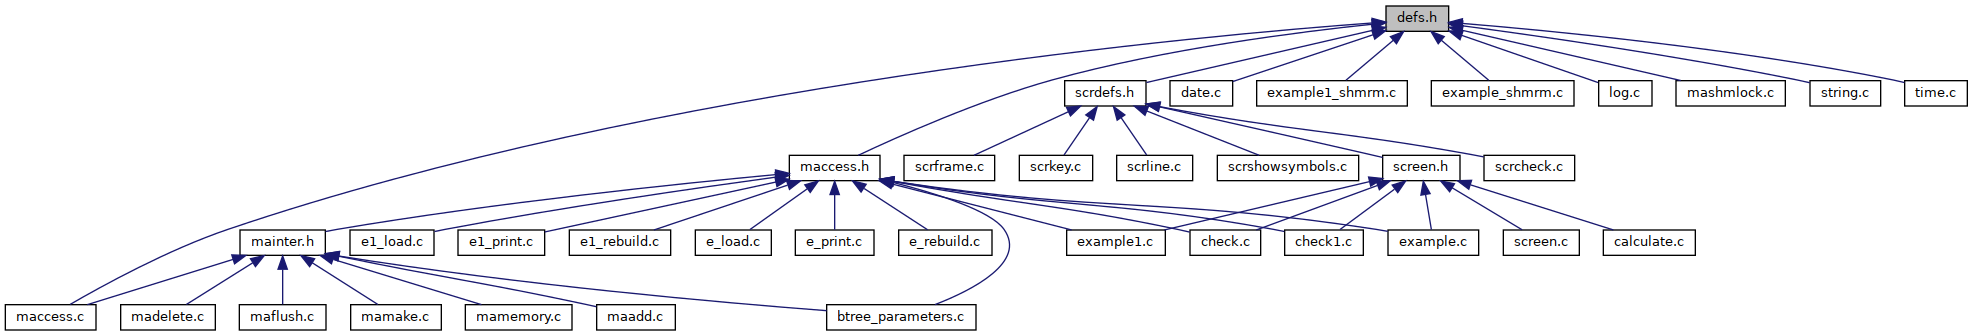 defs.h
scrdefs.h
date.c
example1_shmrm.c
example_shmrm.c
log.c
mashmlock.c
string.c
time.c
maccess.h
scrframe.c
scrkey.c
scrline.c
scrshowsymbols.c
screen.h
scrcheck.c
mainter.h
e1_load.c
e1_print.c
e1_rebuild.c
e_load.c
e_print.c
e_rebuild.c
example1.c
check.c
check1.c
example.c
screen.c
calculate.c
maccess.c
madelete.c
maflush.c
mamake.c
mamemory.c
maadd.c
btree_parameters.c